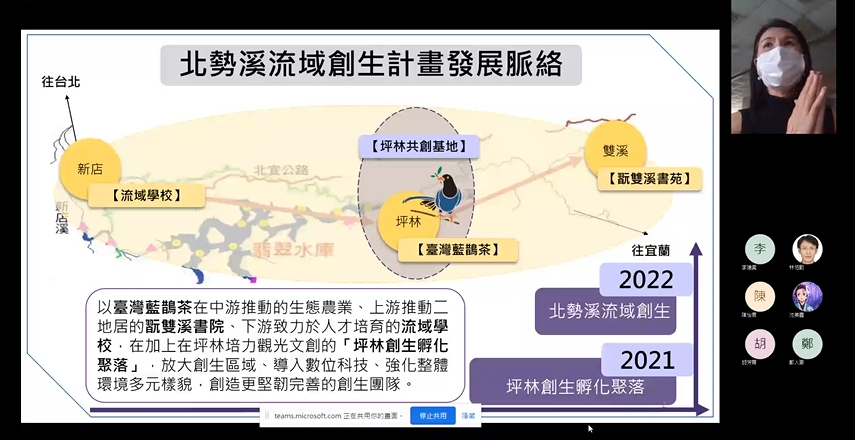 北勢溪流域創生計畫發展脈絡
往台北
新店
【流域學校】
新店溪
北宜公路
翡翠水庫
【坪林共創基地】
坪林
【臺灣藍鵲茶】
雙溪
【翫雙溪書苑】
往宜蘭
以臺灣藍鵲茶在中游推動的生態農業、上游推動二
地居的翫雙溪書院、下游致力於人才培育的流域學
校，在加上在坪林培力觀光文創的「坪林創生孵化
聚落」，放大創生區域、導入數位科技、強化整體
環境多元樣貌，創造更堅韌完善的創生團隊。
2022
北勢溪流域創生
2021
坪林創生孵化聚落
teams.microsoft.com 正在共用你的畫面。
停止共用
隱藏
李
陳
胡
鄭